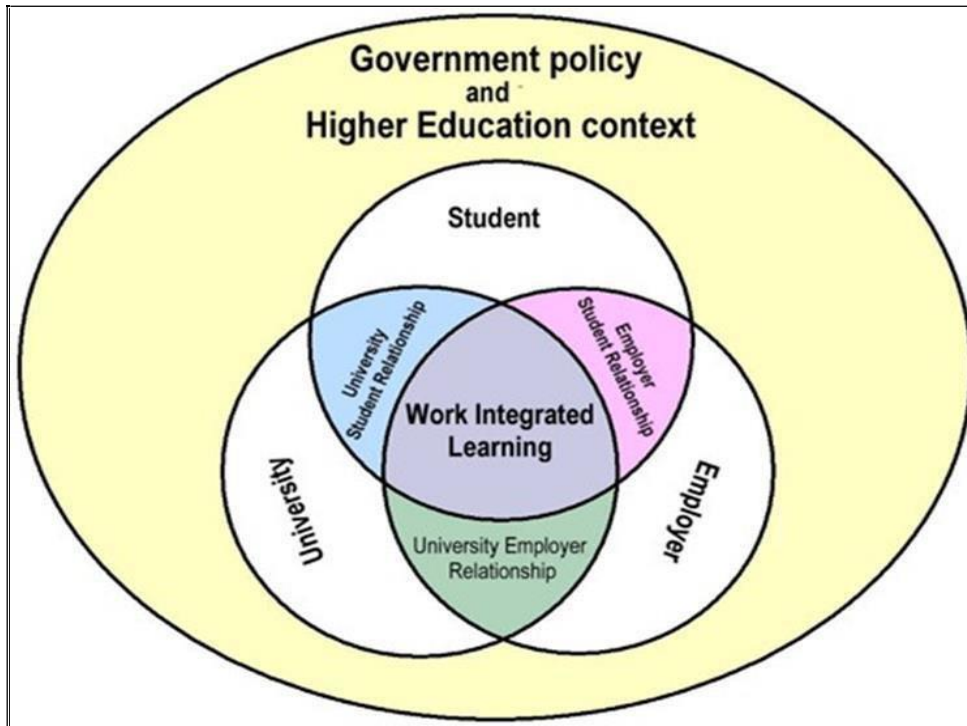 Government policy
and
Higher Education context
Student
University
Student Relationship
Employer
Student Relationship
Work Integrated
Learning
University
Employer
University Employer
Relationship